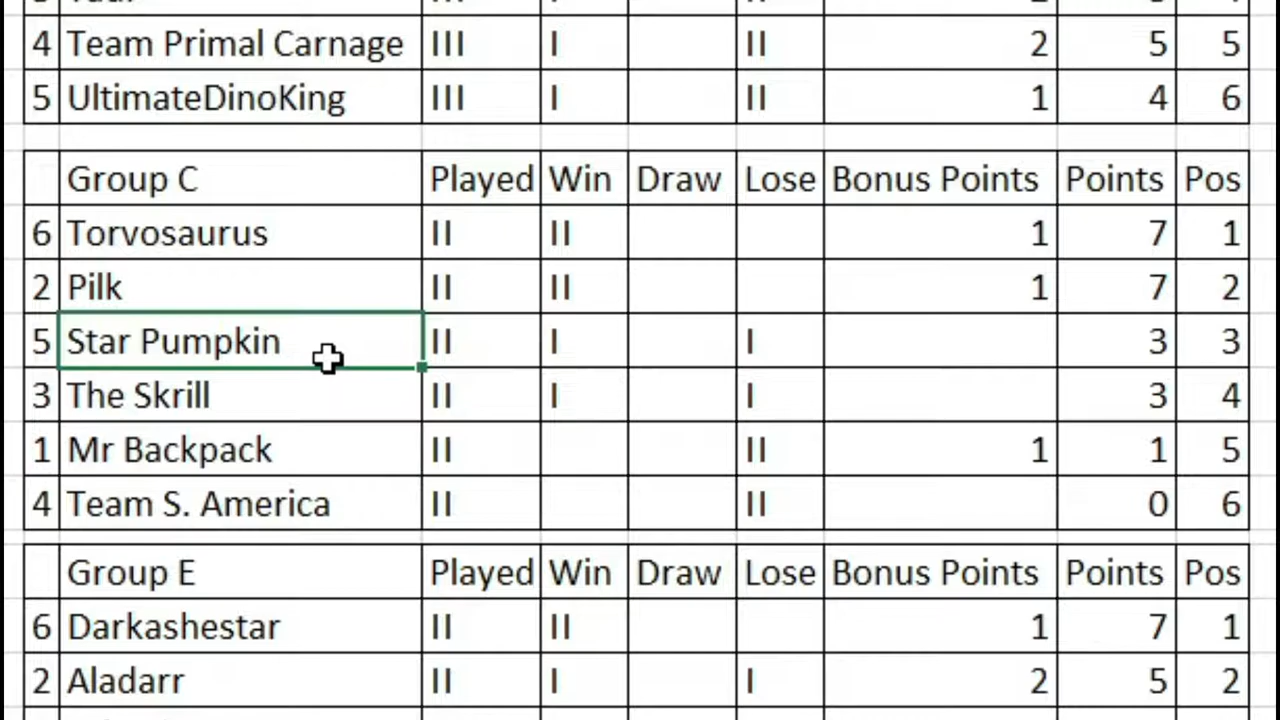 4 Team Primal Carnage III I II 2 5 5
5 UltimateDinoKing III I II 1 4 6
Group C Played Win Draw Lose Bonus Points Points Pos
6 Torvosaurus II II 1 7 1
2 Pilk II II 1 7 2
5 Star Pumpkin II I I 3 3
3 The Skrill II I I 3 4
1 Mr Backpack II II 1 1 5
4 Team S. America II II 0 6
Group E Played Win Draw Lose Bonus Points Points Pos
6 Darkashestar II II 1 7 1
2 Aladarr II I I 2 5 2